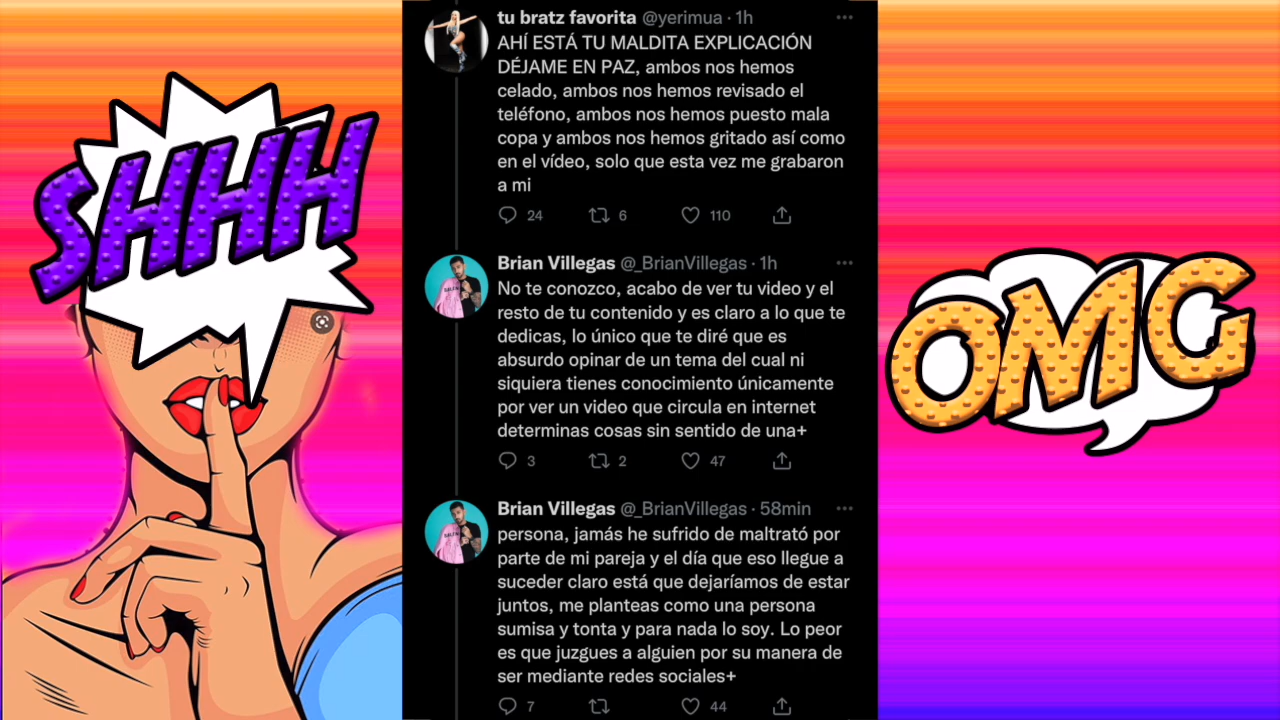 SHHH
tu bratz favorita @yerimua · 1h
AHÍ ESTÁ TU MALDITA EXPLICACIÓN
DÉJAME EN PAZ, ambos nos hemos
celado, ambos nos hemos revisado el
teléfono, ambos nos hemos puesto mala
copa y ambos nos hemos gritado así como
en el vídeo, solo que esta vez me grabaron
a mi
24 6 110
Brian Villegas @_BrianVillegas · 1h
No te conozco, acabo de ver tu video y el
resto de tu contenido y es claro a lo que te
dedicas, lo único que te diré que es
absurdo opinar de un tema del cual ni
siquiera tienes conocimiento únicamente
por ver un video que circula en internet
determinas cosas sin sentido de una+
3 2 47
Brian Villegas @_BrianVillegas · 58min
persona, jamás he sufrido de maltrató por
parte de mi pareja y el día que eso llegue a
suceder claro está que dejaríamos de estar
juntos, me planteas como una persona
sumisa y tonta y para nada lo soy. Lo peor
es que juzgues a alguien por su manera de
ser mediante redes sociales+
7 44
OMG